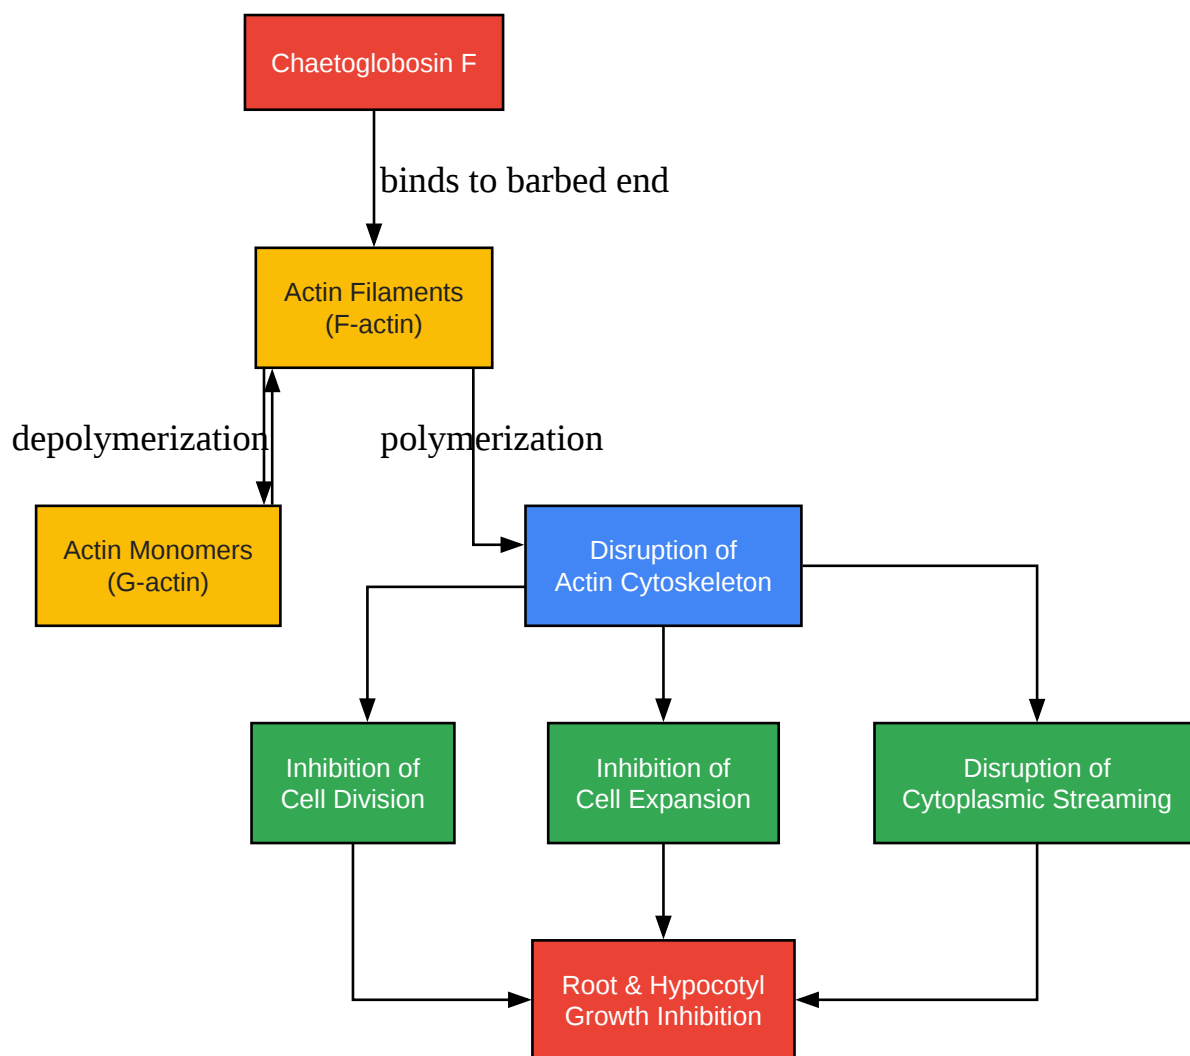 Chaetoglobosin F
binds to barbed end
Actin Filaments
(F-actin)
depolymerization
polymerization
Actin Monomers
(G-actin)
Disruption of
Actin Cytoskeleton
Inhibition of
Cell Division
Inhibition of
Cell Expansion
Disruption of
Cytoplasmic Streaming
Root & Hypocotyl
Growth Inhibition